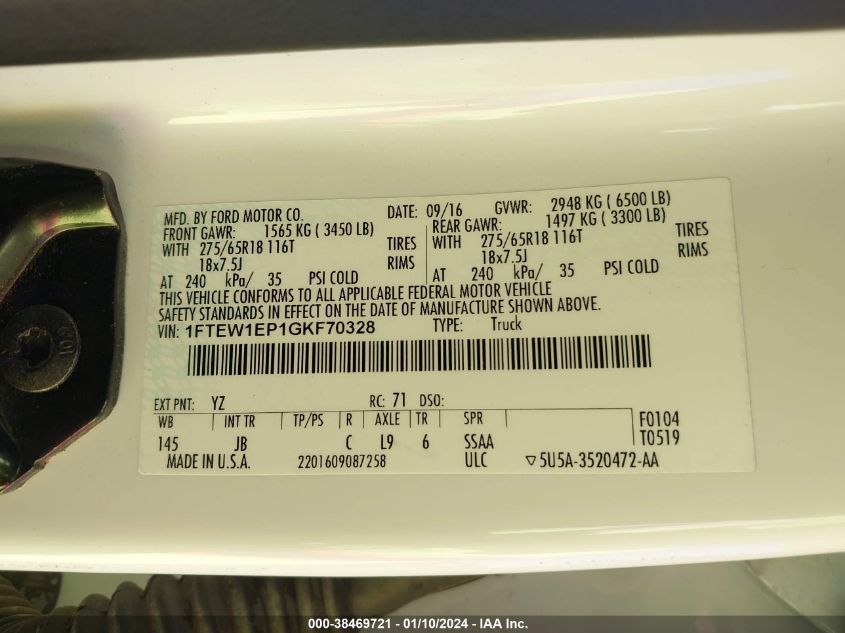 MFD. BY FORD MOTOR CO. DATE: 09/16 GVWR: 2948 KG ( 6500 LB)
FRONT GAWR: 1565 KG ( 3450 LB) REAR GAWR: 1497 KG ( 3300 LB)
WITH 275/65R18 116T TIRES WITH 275/65R18 116T TIRES
18x7.5J RIMS 18x7.5J RIMS
AT 240 kPa/ 35 PSI COLD AT 240 kPa/ 35 PSI COLD
THIS VEHICLE CONFORMS TO ALL APPLICABLE FEDERAL MOTOR VEHICLE
SAFETY STANDARDS IN EFFECT ON THE DATE OF MANUFACTURE SHOWN ABOVE.
VIN: 1FTEW1EP1GKF70328 TYPE: Truck
EXT PNT: YZ RC: 71 DSO:
WB INT TR TP/PS R AXLE TR SPR F0104
145 JB C L9 6 SSAA T0519
MADE IN U.S.A. 2201609087258 ULC ▽5U5A-3520472-AA
000-38469721 - 01/10/2024 - IAA Inc.